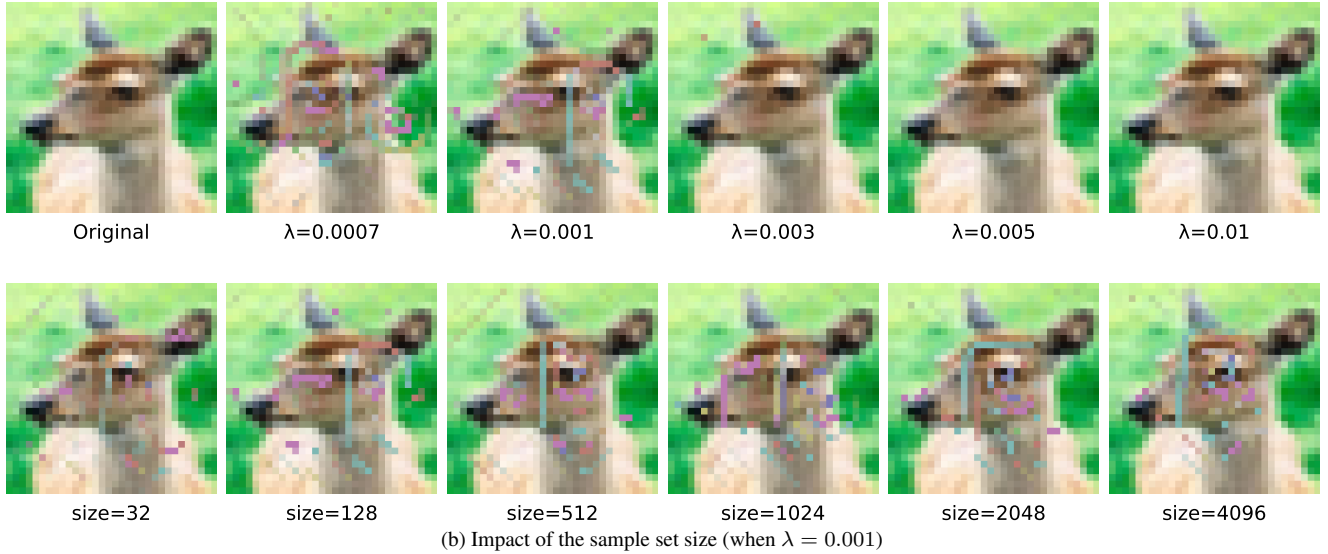 Original λ=0.0007 λ=0.001 λ=0.003 λ=0.005 λ=0.01
size=32 size=128 size=512 size=1024 size=2048 size=4096
(b) Impact of the sample set size (when λ = 0.001)